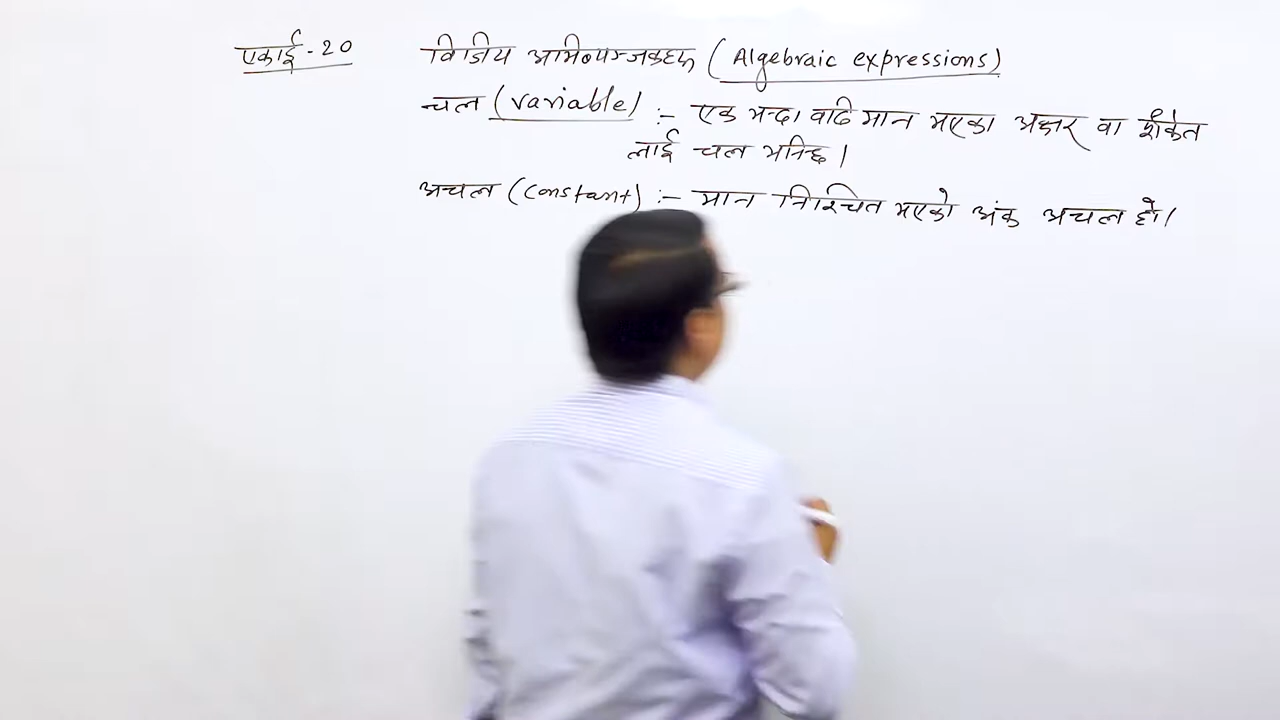 एकाई - 20 विजिय अभिव्यञ्जकहरु (Algebraic expressions)
चल (variable) :- एक भन्दा वढि मान भएका अक्षर वा संकेत
लाई चल भनिछ ।
अचल (constant) :- मान निश्चित भएको अंक अचल हो ।